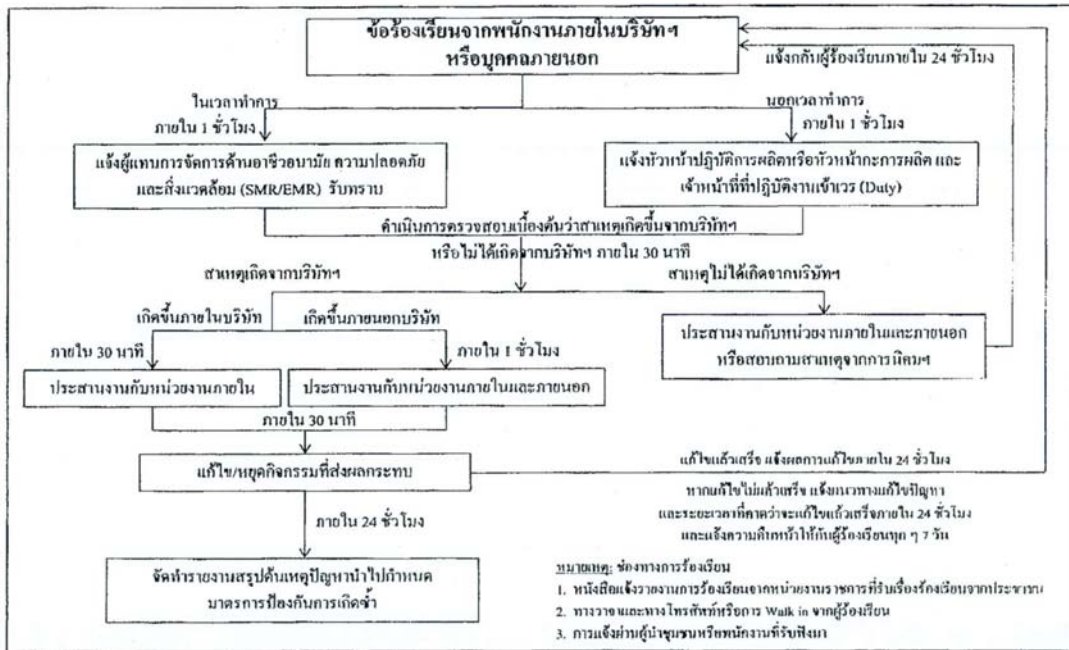 ข้อร้องเรียนจากพนักงานภายในบริษัทฯ
หรือบุคคลภายนอก
แจ้งกลับผู้ร้องเรียนภายใน 24 ชั่วโมง
ในเวลาทำการ
นอกเวลาทำการ
ภายใน 1 ชั่วโมง
ภายใน 1 ชั่วโมง
แจ้งผู้แทนการจัดการด้านอาชีวอนามัย ความปลอดภัย
และสิ่งแวดล้อม (SMR/EMR) รับทราบ
แจ้งหัวหน้าปฏิบัติการผลิตหรือหัวหน้ากะการผลิต และ
เจ้าหน้าที่ที่ปฏิบัติงานเข้าเวร (Duty)
ดำเนินการตรวจสอบเบื้องต้นว่าสาเหตุเกิดขึ้นจากบริษัทฯ
หรือไม่ได้เกิดจากบริษัทฯ ภายใน 30 นาที
สาเหตุเกิดจากบริษัทฯ
สาเหตุไม่ได้เกิดจากบริษัทฯ
เกิดขึ้นภายในบริษัท
เกิดขึ้นภายนอกบริษัท
ประสานงานกับหน่วยงานภายในและภายนอก
หรือสอบถามสาเหตุจากการนิคมฯ
ภายใน 30 นาที
ภายใน 1 ชั่วโมง
ประสานงานกับหน่วยงานภายใน
ประสานงานกับหน่วยงานภายในและภายนอก
ภายใน 30 นาที
แก้ไข/หยุดกิจกรรมที่ส่งผลกระทบ
แก้ไขแล้วเสร็จ แจ้งผลการแก้ไขภายใน 24 ชั่วโมง
หากแก้ไขไม่แล้วเสร็จ แจ้งแนวทางแก้ไขปัญหา
และระยะเวลาที่คาดว่าจะแก้ไขแล้วเสร็จภายใน 24 ชั่วโมง
และแจ้งความคืบหน้าให้กับผู้ร้องเรียนทุก ๆ 7 วัน
ภายใน 24 ชั่วโมง
จัดทำรายงานสรุปต้นเหตุปัญหานำไปกำหนด
มาตรการป้องกันการเกิดซ้ำ
หมายเหตุ: ช่องทางการร้องเรียน
1. หนังสือแจ้งรายงานการร้องเรียนจากหน่วยงานราชการที่รับเรื่องร้องเรียนจากประชาชน
2. ทางวาจาและทางโทรศัพท์หรือการ Walk in จากผู้ร้องเรียน
3. การแจ้งผ่านผู้นำชุมชนหรือพนักงานที่รับฟังมา